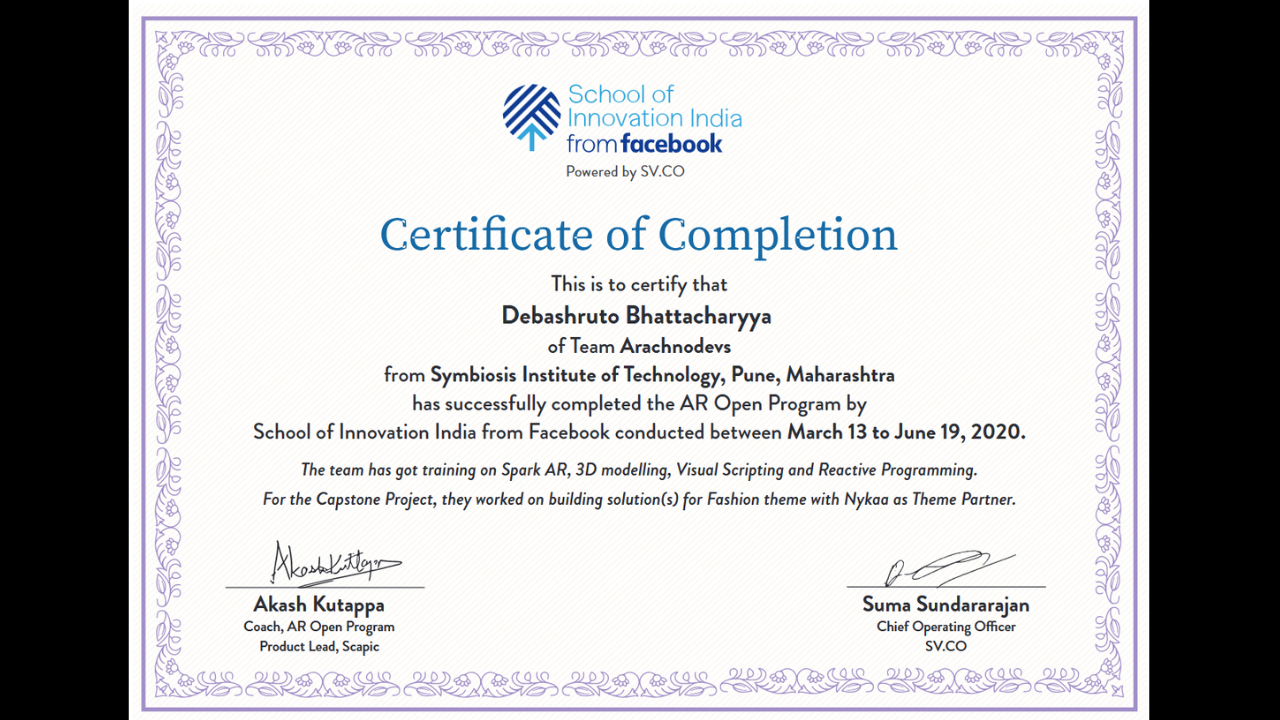 School of
Innovation India
from facebook
Powered by SV.CO
Certificate of Completion
This is to certify that
Debashruto Bhattacharyya
of Team Arachnodevs
from Symbiosis Institute of Technology, Pune, Maharashtra
has successfully completed the AR Open Program by
School of Innovation India from Facebook conducted between March 13 to June 19, 2020.
The team has got training on Spark AR, 3D modelling, Visual Scripting and Reactive Programming.
For the Capstone Project, they worked on building solution(s) for Fashion theme with Nykaa as Theme Partner.
Akash Kutappa
Coach, AR Open Program
Product Lead, Scapic
Suma Sundararajan
Chief Operating Officer
SV.CO